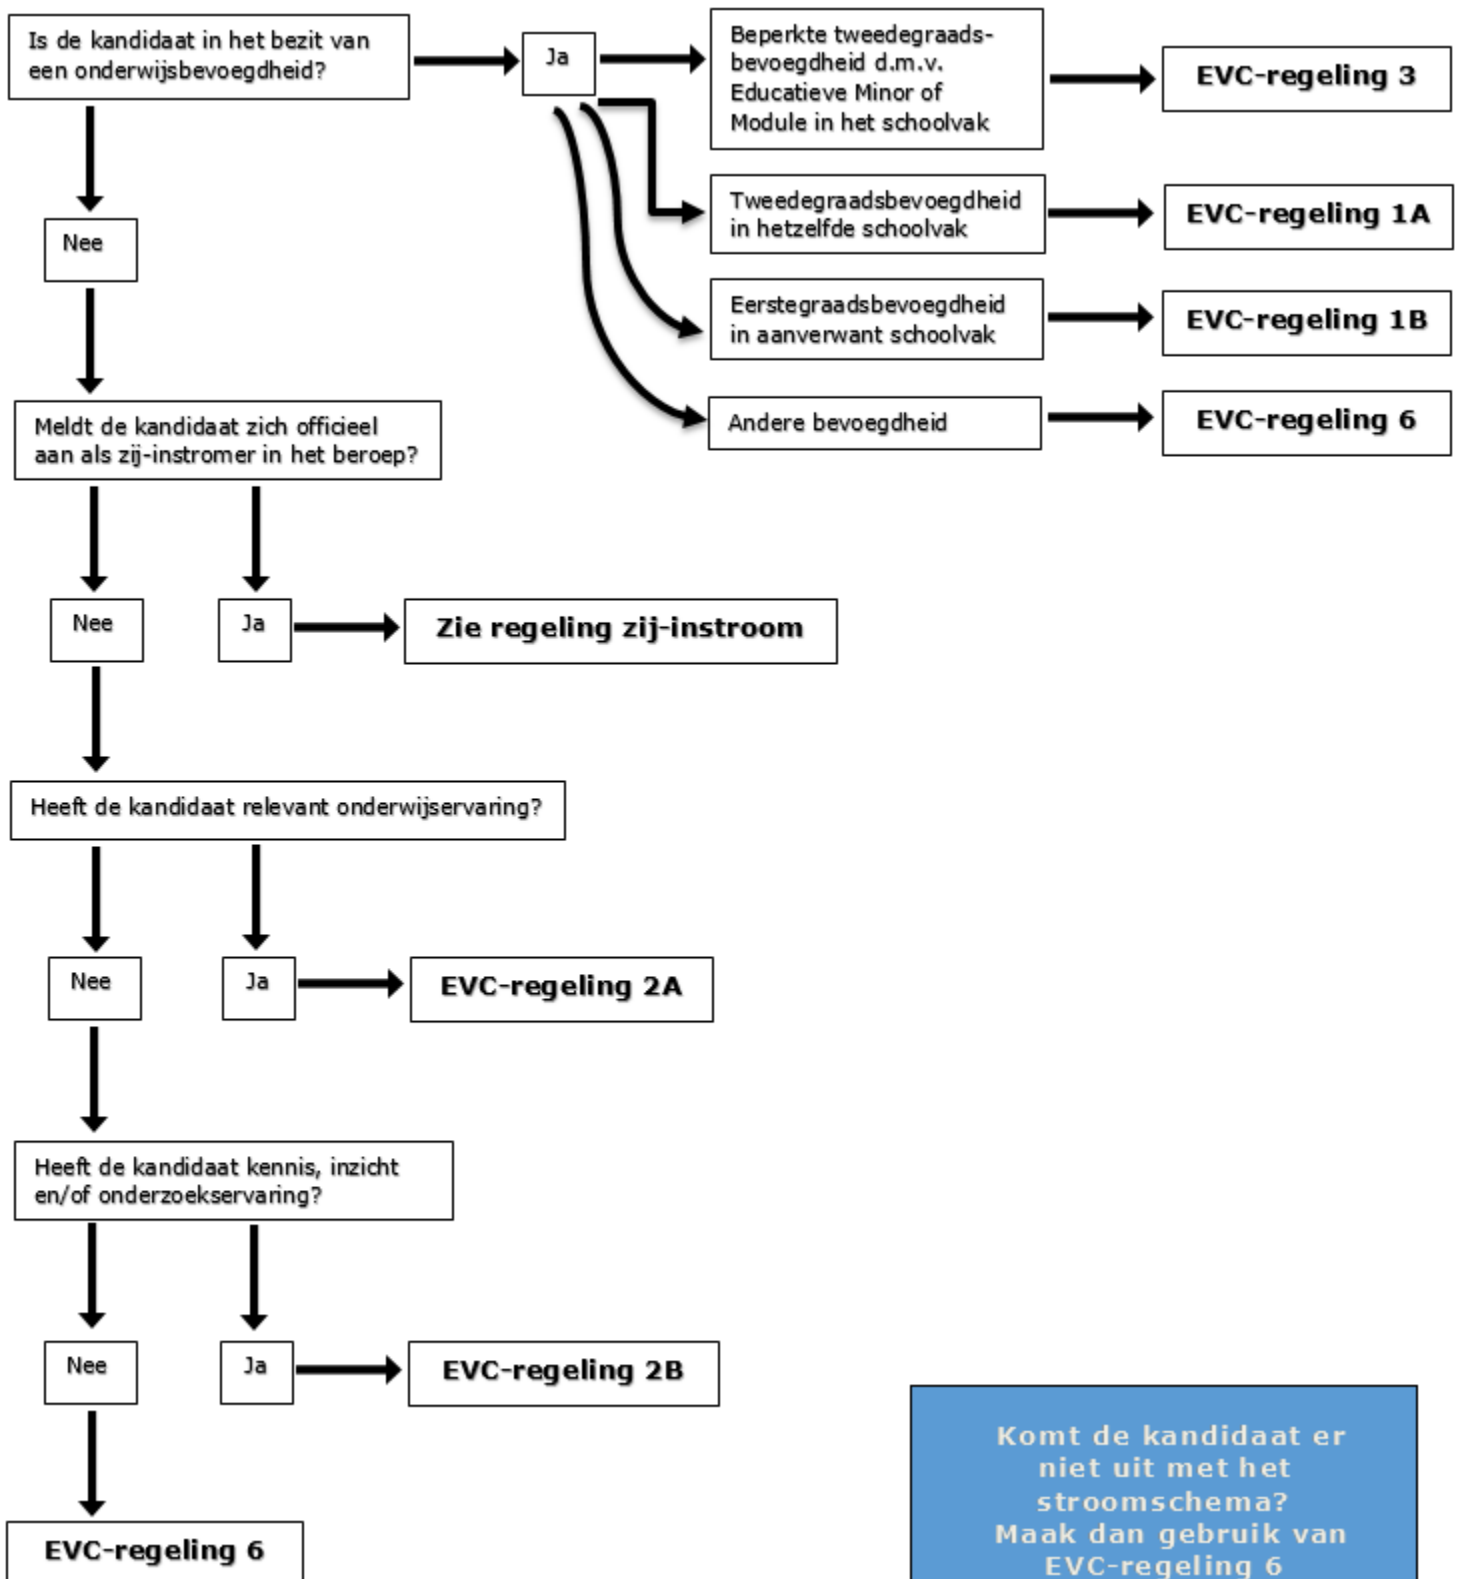 Is de kandidaat in het bezit van
een onderwijsbevoegdheid?
Ja
Beperkte tweedegraads-
bevoegdheid d.m.v.
Educatieve Minor of
Module in het schoolvak
EVC-regeling 3
Tweedegraadsbevoegdheid
in hetzelfde schoolvak
EVC-regeling 1A
Eerstegraadsbevoegdheid
in aanverwant schoolvak
EVC-regeling 1B
Andere bevoegdheid
EVC-regeling 6
Nee
Meldt de kandidaat zich officieel
aan als zij-instromer in het beroep?
Nee
Ja
Zie regeling zij-instroom
Heeft de kandidaat relevant onderwijservaring?
Nee
Ja
EVC-regeling 2A
Heeft de kandidaat kennis, inzicht
en/of onderzoekservaring?
Nee
Ja
EVC-regeling 2B
EVC-regeling 6
Komt de kandidaat er
niet uit met het
stroomschema?
Maak dan gebruik van
EVC-regeling 6